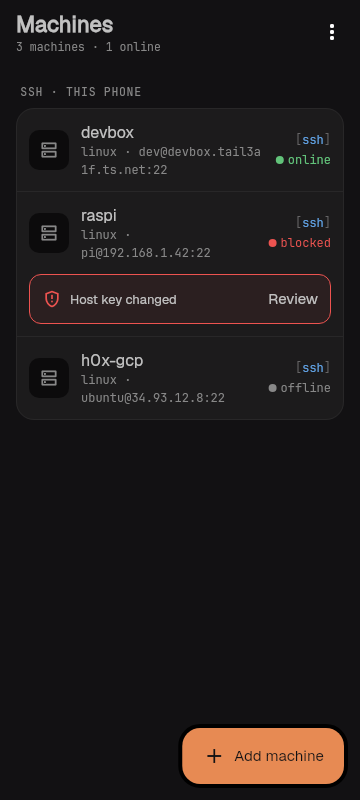 Machines
3 machines · 1 online
SSH · THIS PHONE
devbox
linux · dev@devbox.tail3a
1f.ts.net:22
[ssh]
online
raspi
linux ·
pi@192.168.1.42:22
[ssh]
blocked
Host key changed
Review
h0x-gcp
linux ·
ubuntu@34.93.12.8:22
[ssh]
offline
Add machine